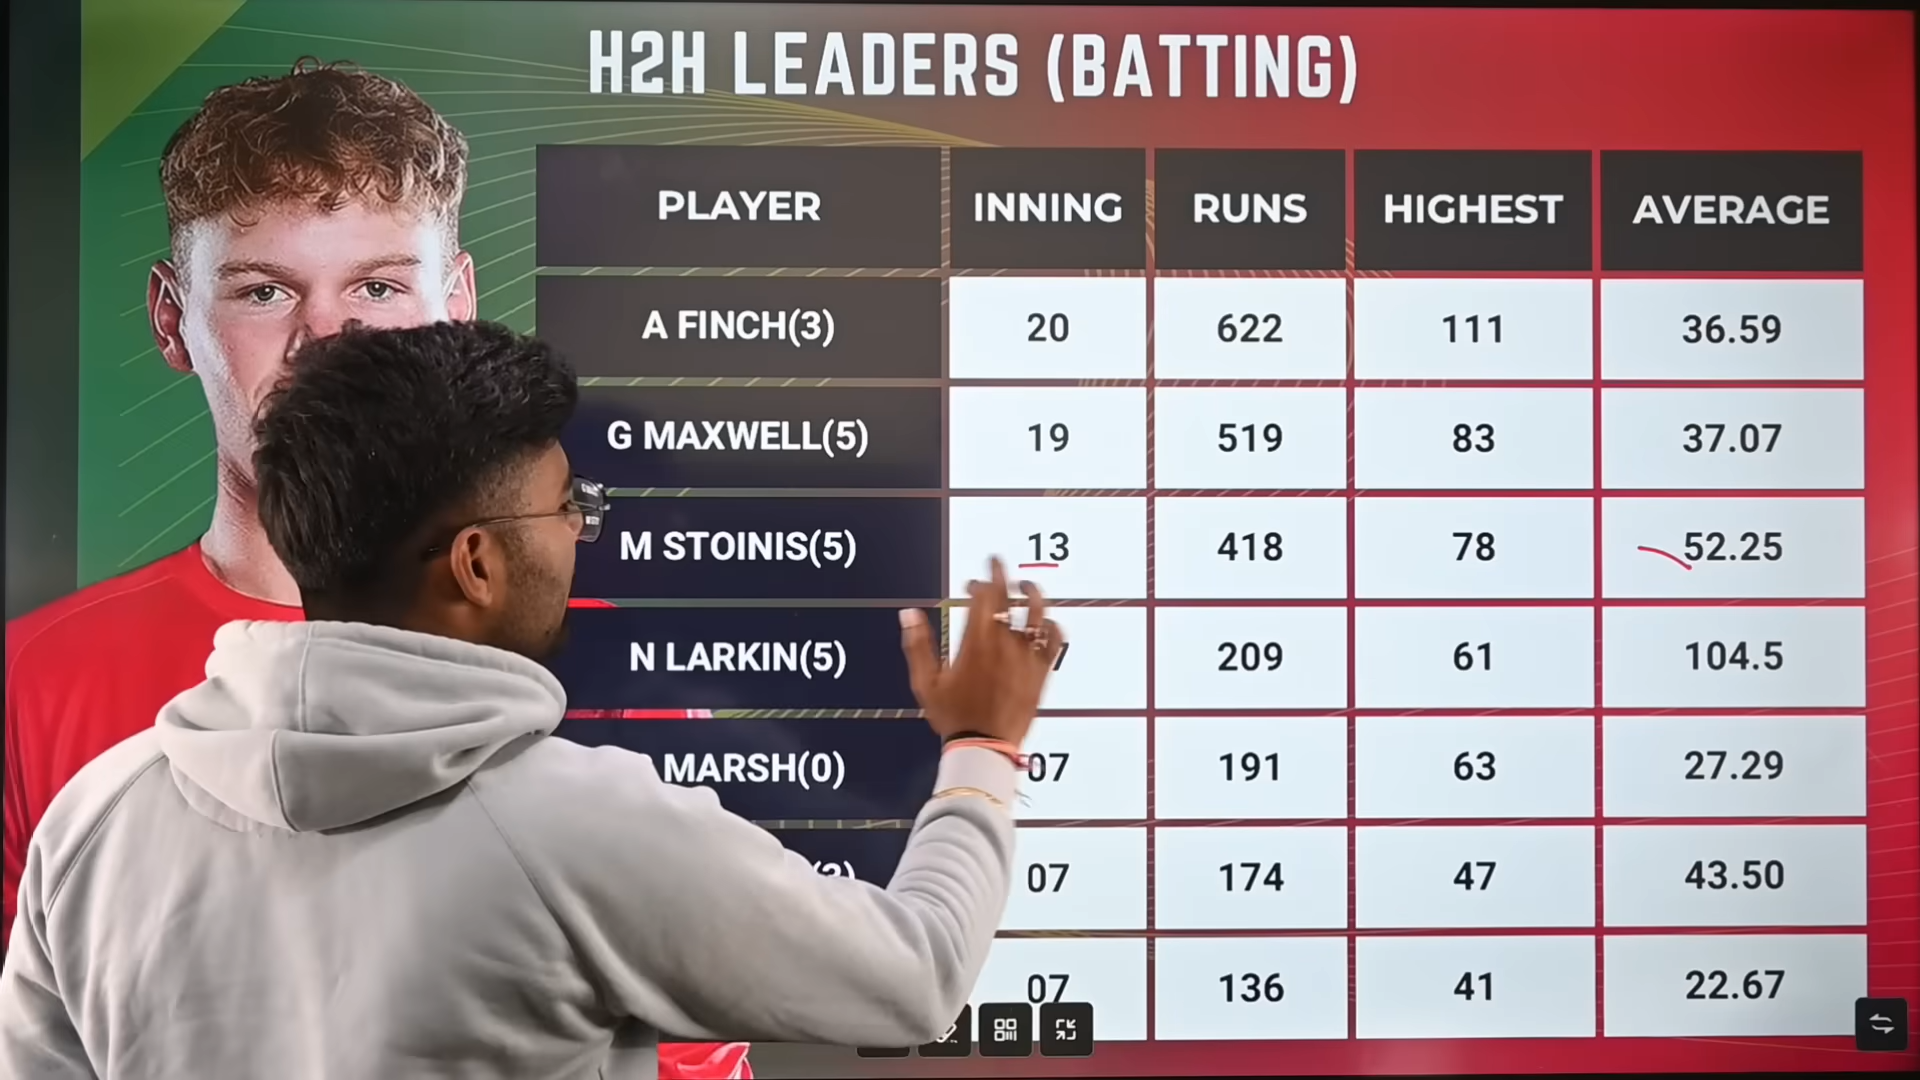 H2H LEADERS (BATTING)
PLAYER INNING RUNS HIGHEST AVERAGE
A FINCH(3) 20 622 111 36.59
G MAXWELL(5) 19 519 83 37.07
M STOINIS(5) 13 418 78 52.25
N LARKIN(5) 209 61 104.5
MARSH(0) 07 191 63 27.29
07 174 47 43.50
07 136 41 22.67